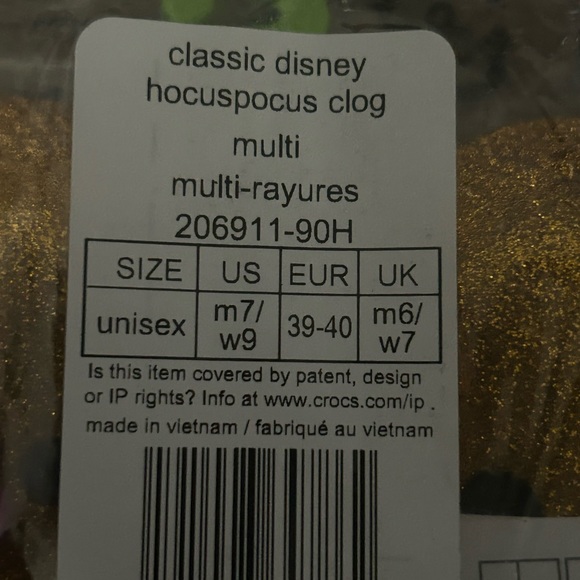 classic disney
hocuspocus clog
multi
multi-rayures
206911-90H
SIZE US EUR UK
unisex m7/ w9 39-40 m6/ w7
Is this item covered by patent, design
or IP rights? Info at www.crocs.com/ip .
made in vietnam / fabriqué au vietnam